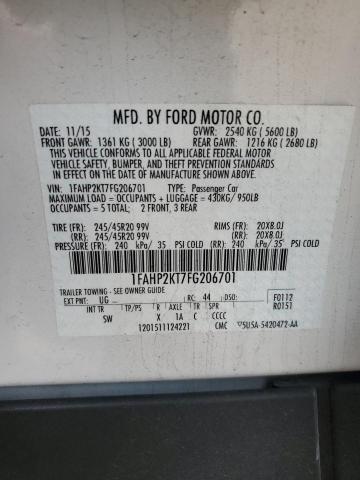 MFD. BY FORD MOTOR CO.
DATE: 11/15 GVWR: 2540 KG ( 5600 LB)
FRONT GAWR: 1361 KG ( 3000 LB) REAR GAWR: 1216 KG ( 2680 LB)
THIS VEHICLE CONFORMS TO ALL APPLICABLE FEDERAL MOTOR
VEHICLE SAFETY, BUMPER, AND THEFT PREVENTION STANDARDS
IN EFFECT ON THE DATE OF MANUFACTURE SHOWN ABOVE.
VIN: 1FAHP2KT7FG206701 TYPE: Passenger Car
MAXIMUM LOAD = OCCUPANTS + LUGGAGE = 430KG/ 950LB
OCCUPANTS = 5 TOTAL: 2 FRONT, 3 REAR
TIRE (FR): 245/45R20 99V RIMS (FR): 20X8.0J
(RR): 245/45R20 99V (RR): 20X8.0J
PRESSURE (FR): 240 kPa/ 35 PSI COLD (RR): 240 kPa/ 35 PSI COLD
1FAHP2KT7FG206701
TRAILER TOWING - SEE OWNER GUIDE
EXT PNT: UG RC: 44 DSO: F0112
R0151
INT TR TP/PS R AXLE TR SPR
SW X 1A C CCCC
1201511124221 CMC ▽5U5A-5420472-AA